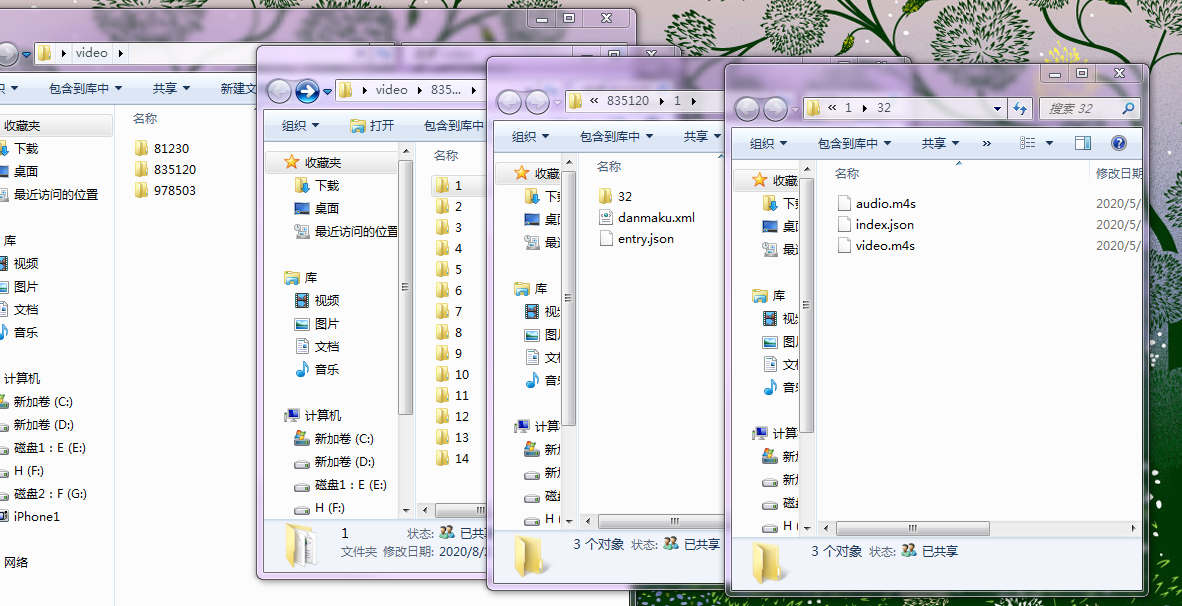 video
包含到库中
共享
新建文
收藏夹
下载
桌面
最近访问的位置
库
视频
图片
文档
音乐
计算机
新加卷 (C:)
新加卷 (D:)
磁盘1：E (E:)
H (F:)
磁盘2：F (G:)
iPhone1
网络
名称
81230
835120
978503
video 835...
组织 打开 包含到库中
收藏夹
下载
桌面
最近访问的位置
库
视频
图片
文档
音乐
计算机
新加卷 (C:)
新加卷 (D:)
磁盘1：E (E:)
H (F:)
名称
1
2
3
4
5
6
7
8
9
10
11
12
13
14
1 状态: 已共
文件夹 修改日期: 2020/8/
« 835120 1
组织 包含到库中 共享
收藏
下
桌
最
库
视
图
文
音
计算
新
新
磁
H
名称
32
danmaku.xml
entry.json
3 个对象 状态: 已共享
« 1 32
搜索 32
组织 包含到库中 共享 »
收藏
下
桌
最
库
视
图
文
音
计算
新
新
磁
H
名称 修改日期
audio.m4s 2020/5/
index.json 2020/5/
video.m4s 2020/5/
3 个对象 状态: 已共享